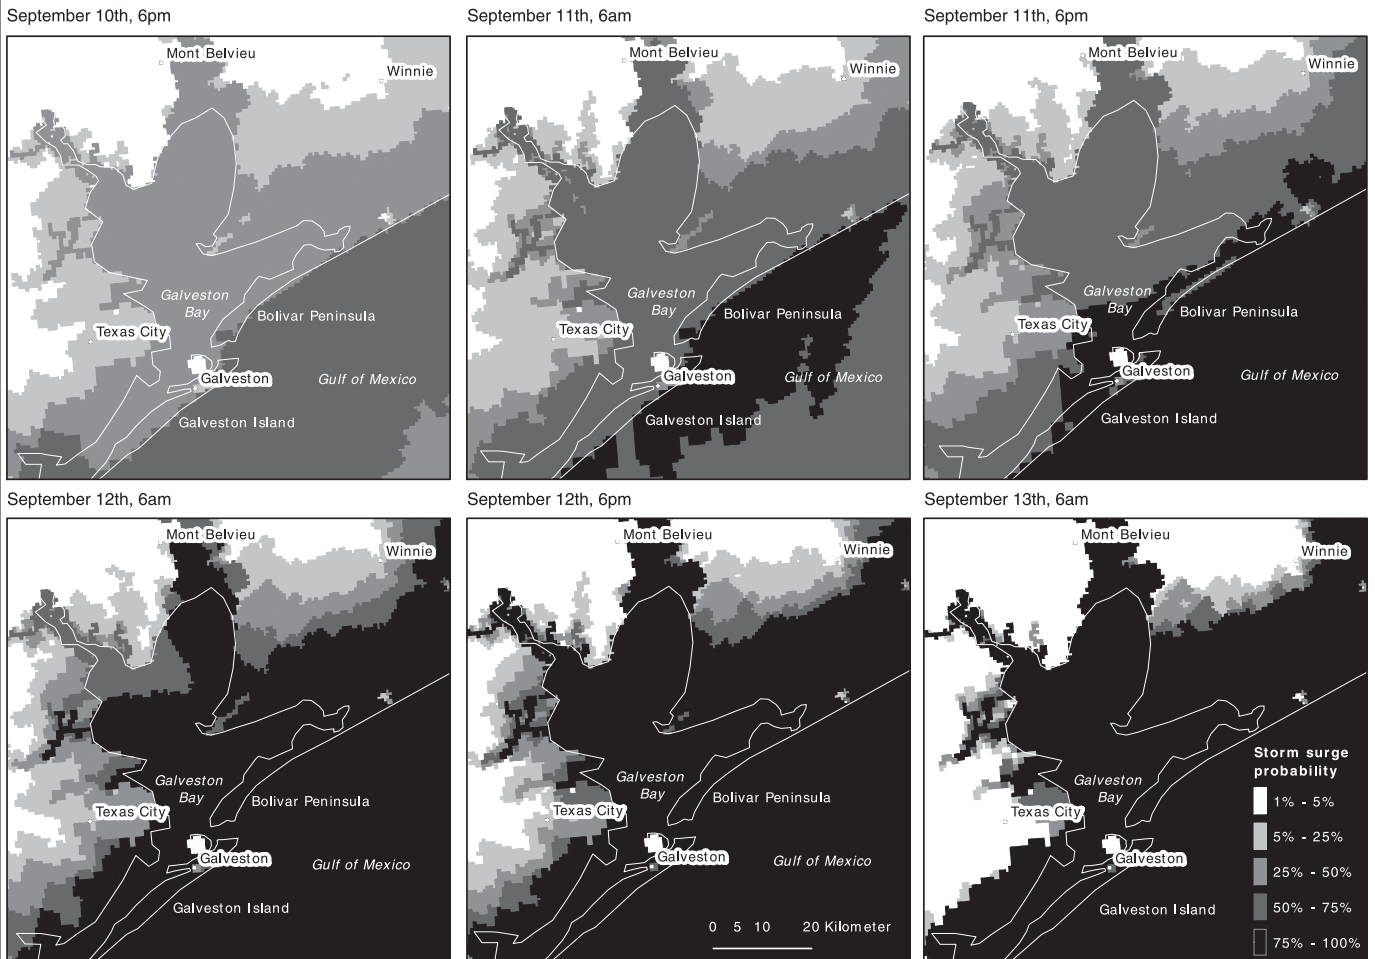 September 10th, 6pm
Mont Belvieu
Winnie
Galveston
Bay
Bolivar Peninsula
Texas City
Galveston
Gulf of Mexico
Galveston Island
September 11th, 6am
Mont Belvieu
Winnie
Galveston
Bay
Bolivar Peninsula
Texas City
Galveston
Gulf of Mexico
Galveston Island
September 11th, 6pm
Mont Belvieu
Winnie
Galveston
Bay
Bolivar Peninsula
Texas City
Galveston
Gulf of Mexico
Galveston Island
September 12th, 6am
Mont Belvieu
Winnie
Galveston
Bay
Bolivar Peninsula
Texas City
Galveston
Gulf of Mexico
Galveston Island
September 12th, 6pm
Mont Belvieu
Winnie
Galveston
Bay
Bolivar Peninsula
Texas City
Galveston
Gulf of Mexico
0 5 10 20 Kilometer
September 13th, 6am
Mont Belvieu
Winnie
Galveston
Bay
Texas City
Galveston
Galveston Island
Storm surge
probability
1% - 5%
5% - 25%
25% - 50%
50% - 75%
75% - 100%